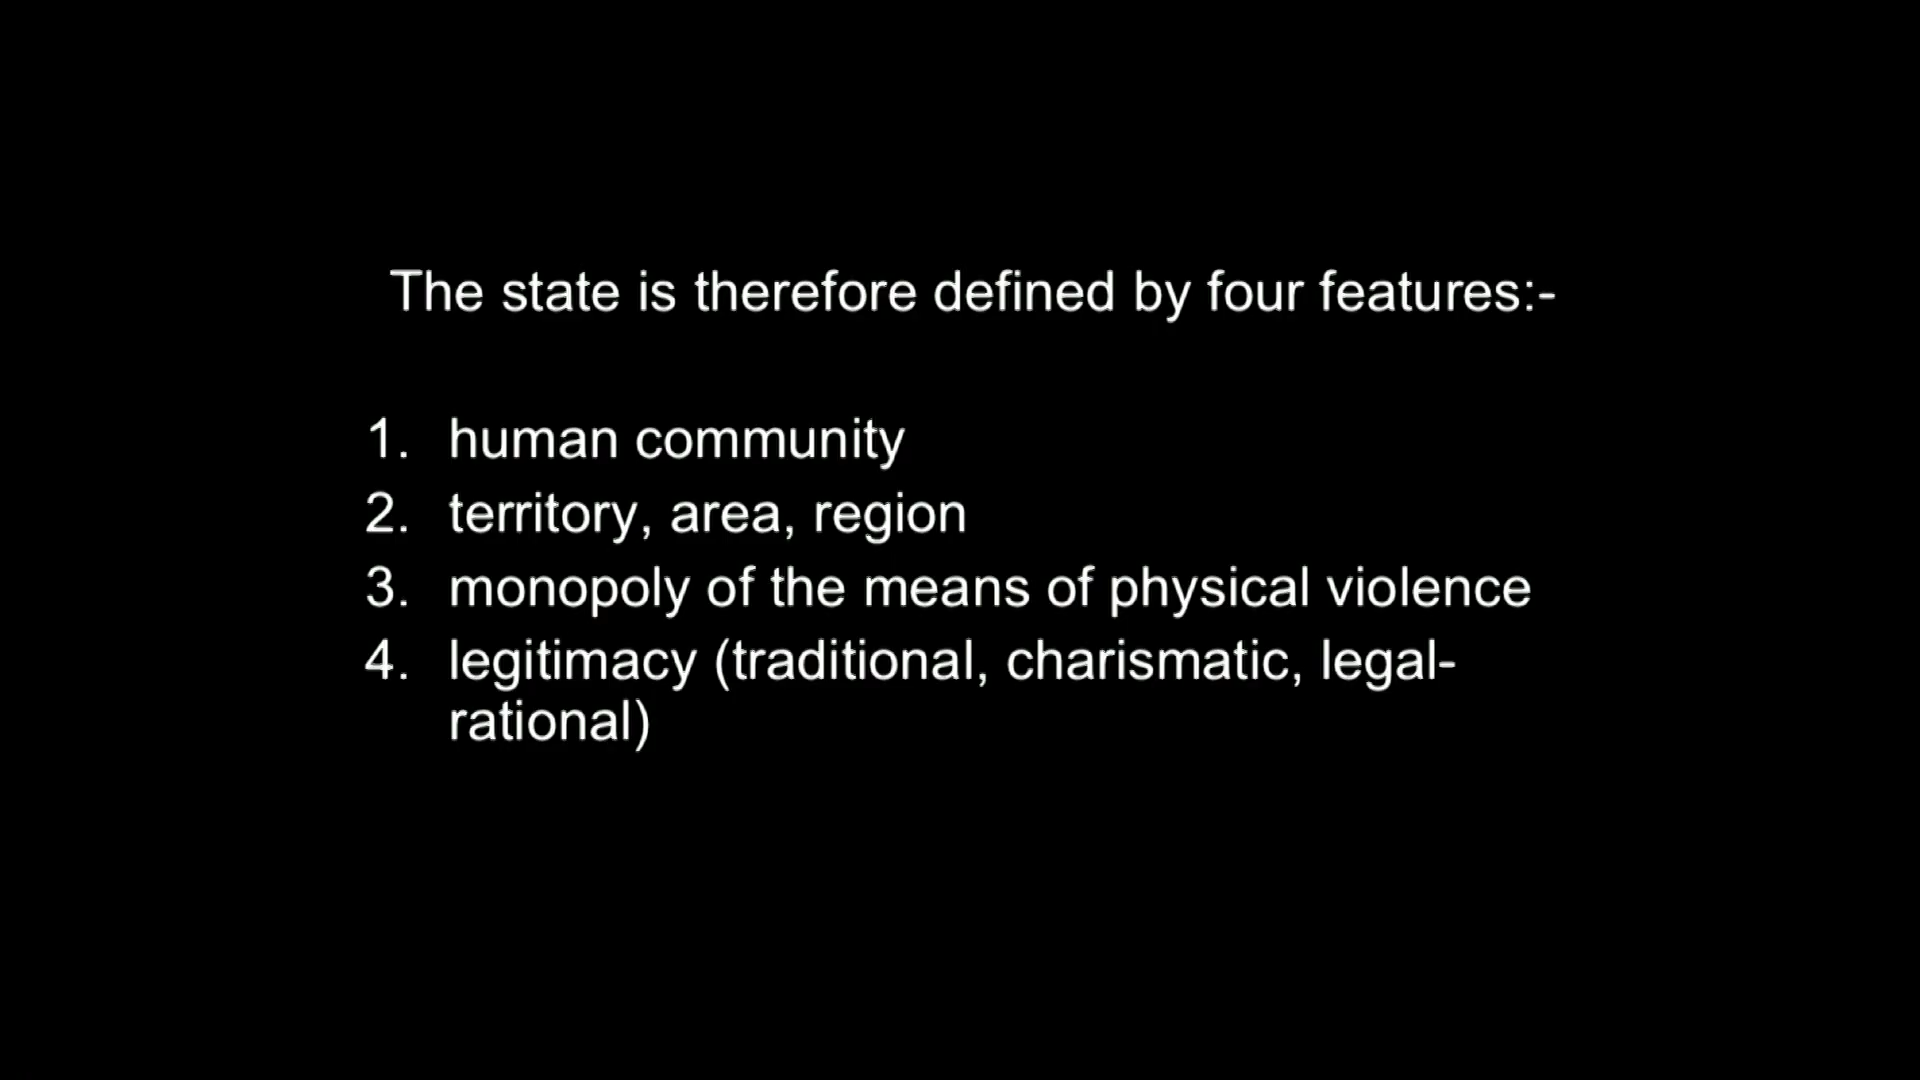 The state is therefore defined by four features:-
1. human community
2. territory, area, region
3. monopoly of the means of physical violence
4. legitimacy (traditional, charismatic, legal-
rational)